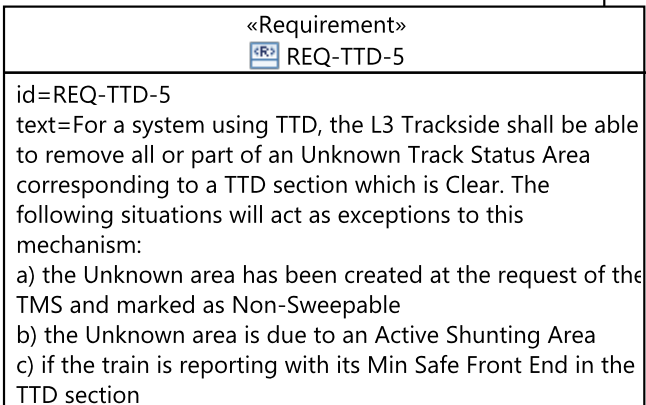 «Requirement»
<R> REQ-TTD-5
id=REQ-TTD-5
text=For a system using TTD, the L3 Trackside shall be able
to remove all or part of an Unknown Track Status Area
corresponding to a TTD section which is Clear. The
following situations will act as exceptions to this
mechanism:
a) the Unknown area has been created at the request of the
TMS and marked as Non-Sweepable
b) the Unknown area is due to an Active Shunting Area
c) if the train is reporting with its Min Safe Front End in the
TTD section